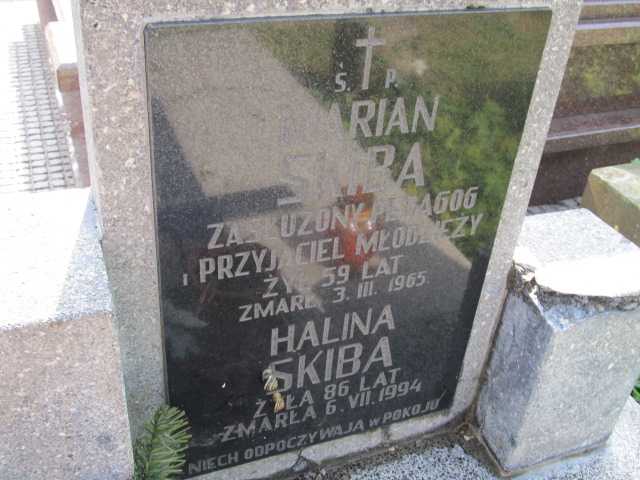 Ś. P.
MARIAN
SKIBA
ZASŁUŻONY PEDAGOG
I PRZYJACIEL MŁODZIEŻY
ŻYŁ 59 LAT
ZMARŁ 3. III. 1965.
HALINA
SKIBA
ŻYŁA 86 LAT
ZMARŁA 6. VII. 1994
NIECH ODPOCZYWAJĄ W POKOJU